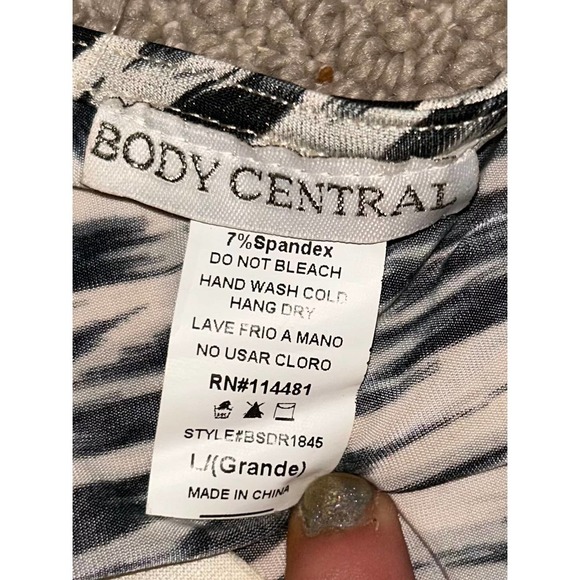 BODY CENTRAL
7%Spandex
DO NOT BLEACH
HAND WASH COLD
HANG DRY
LAVE FRIO A MANO
NO USAR CLORO
RN#114481
STYLE#BSDR1845
L/(Grande)
MADE IN CHINA